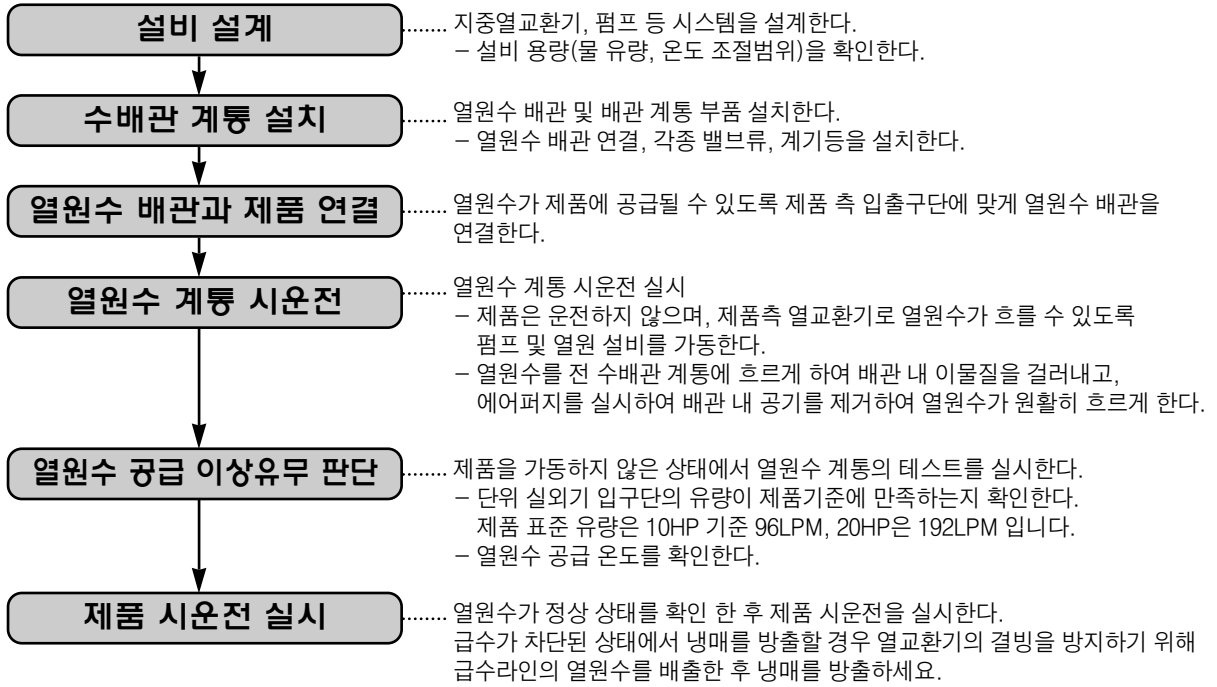 설비 설계
........ 지중열교환기, 펌프 등 시스템을 설계한다.
– 설비 용량(물 유량, 온도 조절범위)을 확인한다.
수배관 계통 설치
........ 열원수 배관 및 배관 계통 부품 설치한다.
– 열원수 배관 연결, 각종 밸브류, 계기등을 설치한다.
열원수 배관과 제품 연결
........ 열원수가 제품에 공급될 수 있도록 제품 측 입출구단에 맞게 열원수 배관을
연결한다.
열원수 계통 시운전
........ 열원수 계통 시운전 실시
– 제품은 운전하지 않으며, 제품측 열교환기로 열원수가 흐를 수 있도록
펌프 및 열원 설비를 가동한다.
– 열원수를 전 수배관 계통에 흐르게 하여 배관 내 이물질을 걸러내고,
에어퍼지를 실시하여 배관 내 공기를 제거하여 열원수가 원활히 흐르게 한다.
열원수 공급 이상유무 판단
........ 제품을 가동하지 않은 상태에서 열원수 계통의 테스트를 실시한다.
– 단위 실외기 입구단의 유량이 제품기준에 만족하는지 확인한다.
제품 표준 유량은 10HP 기준 96LPM, 20HP은 192LPM 입니다.
– 열원수 공급 온도를 확인한다.
제품 시운전 실시
........ 열원수가 정상 상태를 확인 한 후 제품 시운전을 실시한다.
급수가 차단된 상태에서 냉매를 방출할 경우 열교환기의 결빙을 방지하기 위해
급수라인의 열원수를 배출한 후 냉매를 방출하세요.